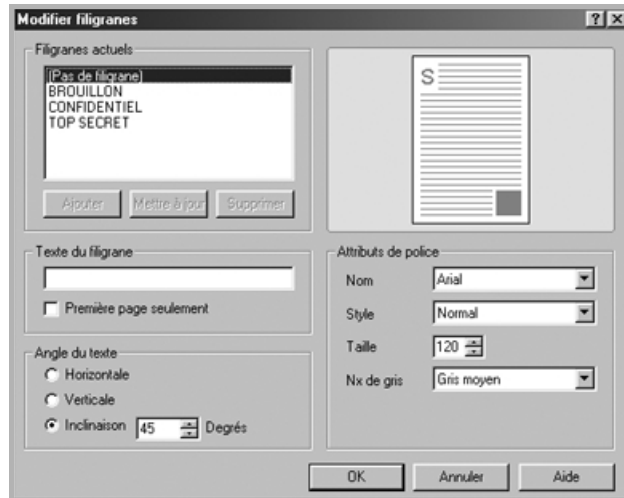 Modifier filigranes
Filigranes actuels
(Pas de filigrane)
BROUILLON
CONFIDENTIEL
TOP SECRET
Ajouter Mettre à jour Supprimer
S
Texte du filigrane
Première page seulement
Angle du texte
Horizontale
Verticale
Inclinaison 45 Degrés
Attributs de police
Nom Arial
Style Normal
Taille 120
Nx de gris Gris moyen
OK Annuler Aide